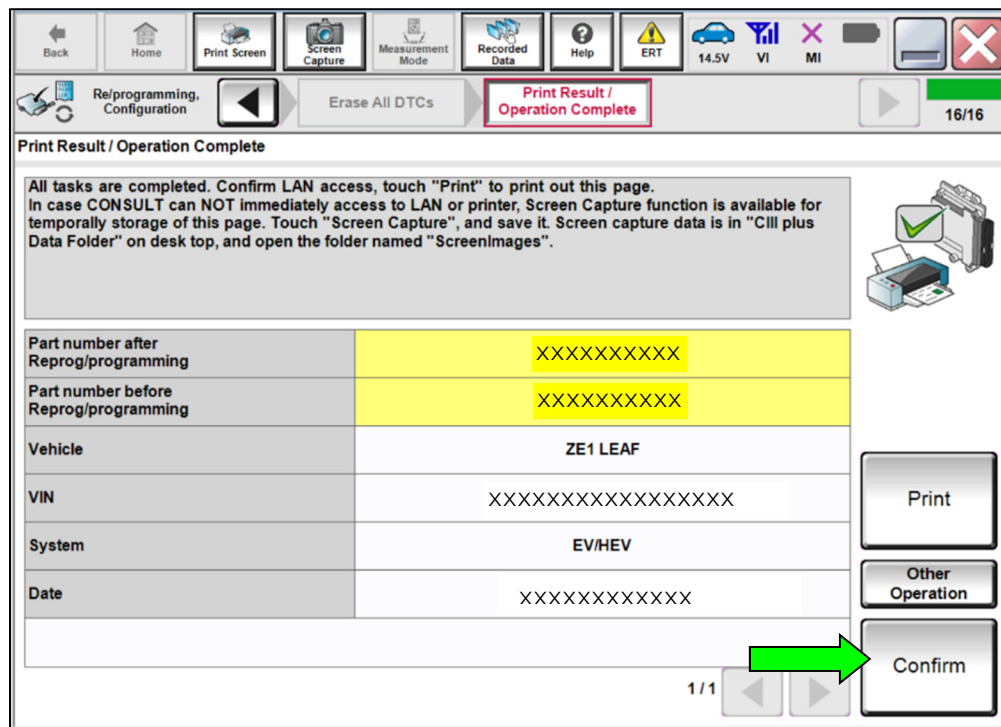 Back
Home
Print Screen
Screen
Capture
Measurement
Mode
Recorded
Data
Help
ERT
14.5V
VI
MI
Re/programming,
Configuration
Erase All DTCs
Print Result /
Operation Complete
16/16
Print Result / Operation Complete
All tasks are completed. Confirm LAN access, touch "Print" to print out this page.
In case CONSULT can NOT immediately access to LAN or printer, Screen Capture function is available for
temporally storage of this page. Touch "Screen Capture", and save it. Screen capture data is in "CIII plus
Data Folder" on desk top, and open the folder named "ScreenImages".
Part number after
Reprog/programming
XXXXXXXXXX
Part number before
Reprog/programming
XXXXXXXXXX
Vehicle
ZE1 LEAF
VIN
XXXXXXXXXXXXXXXXX
System
EV/HEV
Date
XXXXXXXXXXXX
Print
Other
Operation
Confirm
1/1